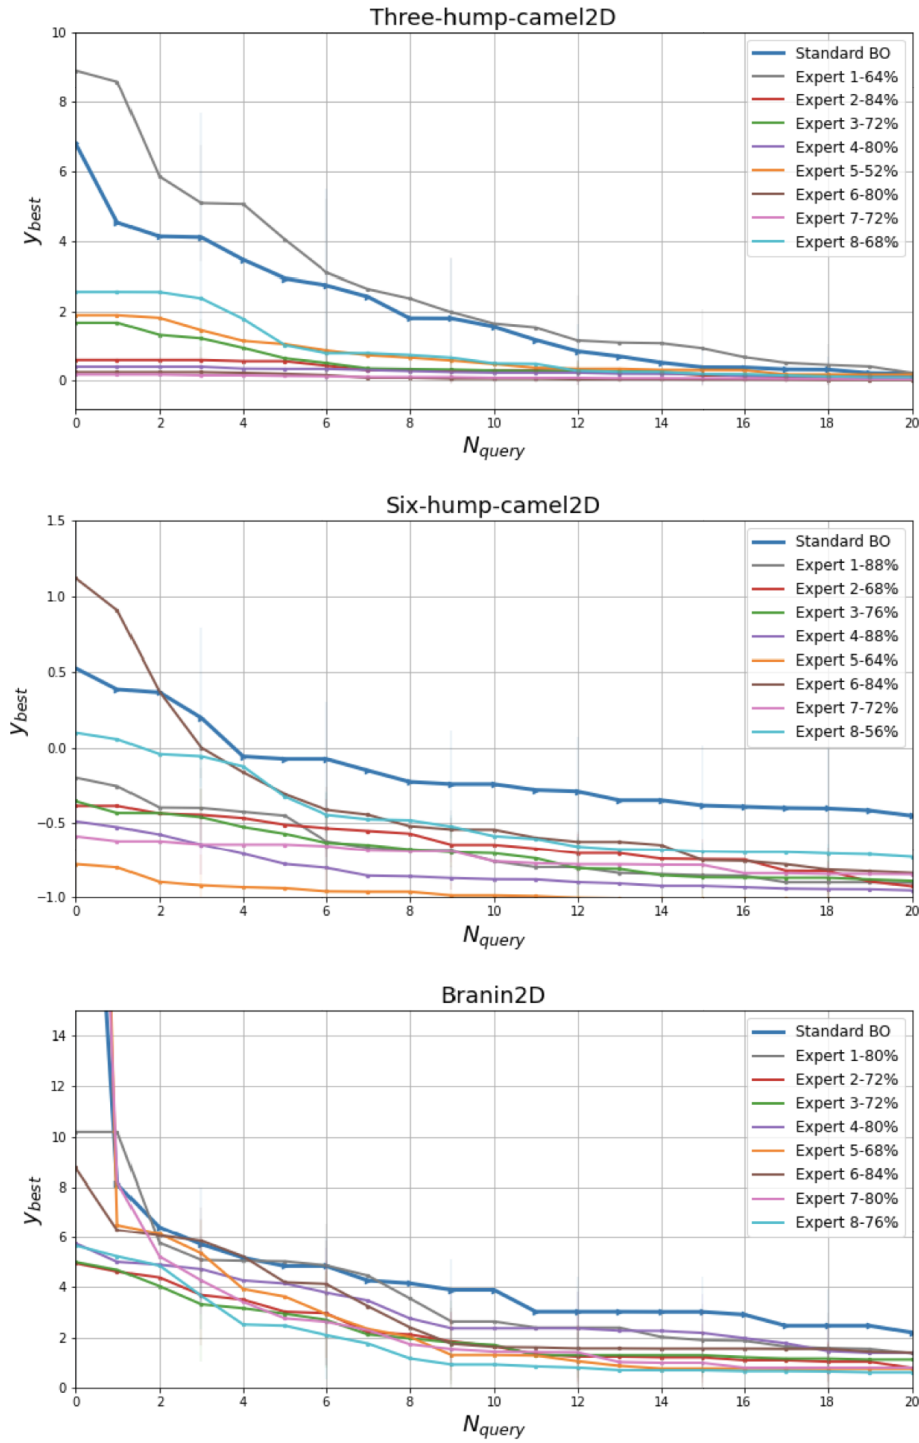 Three-hump-camel2D
10
8
6
4
2
0
y_best
Standard BO
Expert 1-64%
Expert 2-84%
Expert 3-72%
Expert 4-80%
Expert 5-52%
Expert 6-80%
Expert 7-72%
Expert 8-68%
0 2 4 6 8 10 12 14 16 18 20
N_query
Six-hump-camel2D
1.5
1.0
0.5
0.0
−0.5
−1.0
y_best
Standard BO
Expert 1-88%
Expert 2-68%
Expert 3-76%
Expert 4-88%
Expert 5-64%
Expert 6-84%
Expert 7-72%
Expert 8-56%
0 2 4 6 8 10 12 14 16 18 20
N_query
Branin2D
14
12
10
8
6
4
2
0
y_best
Standard BO
Expert 1-80%
Expert 2-72%
Expert 3-72%
Expert 4-80%
Expert 5-68%
Expert 6-84%
Expert 7-80%
Expert 8-76%
0 2 4 6 8 10 12 14 16 18 20
N_query